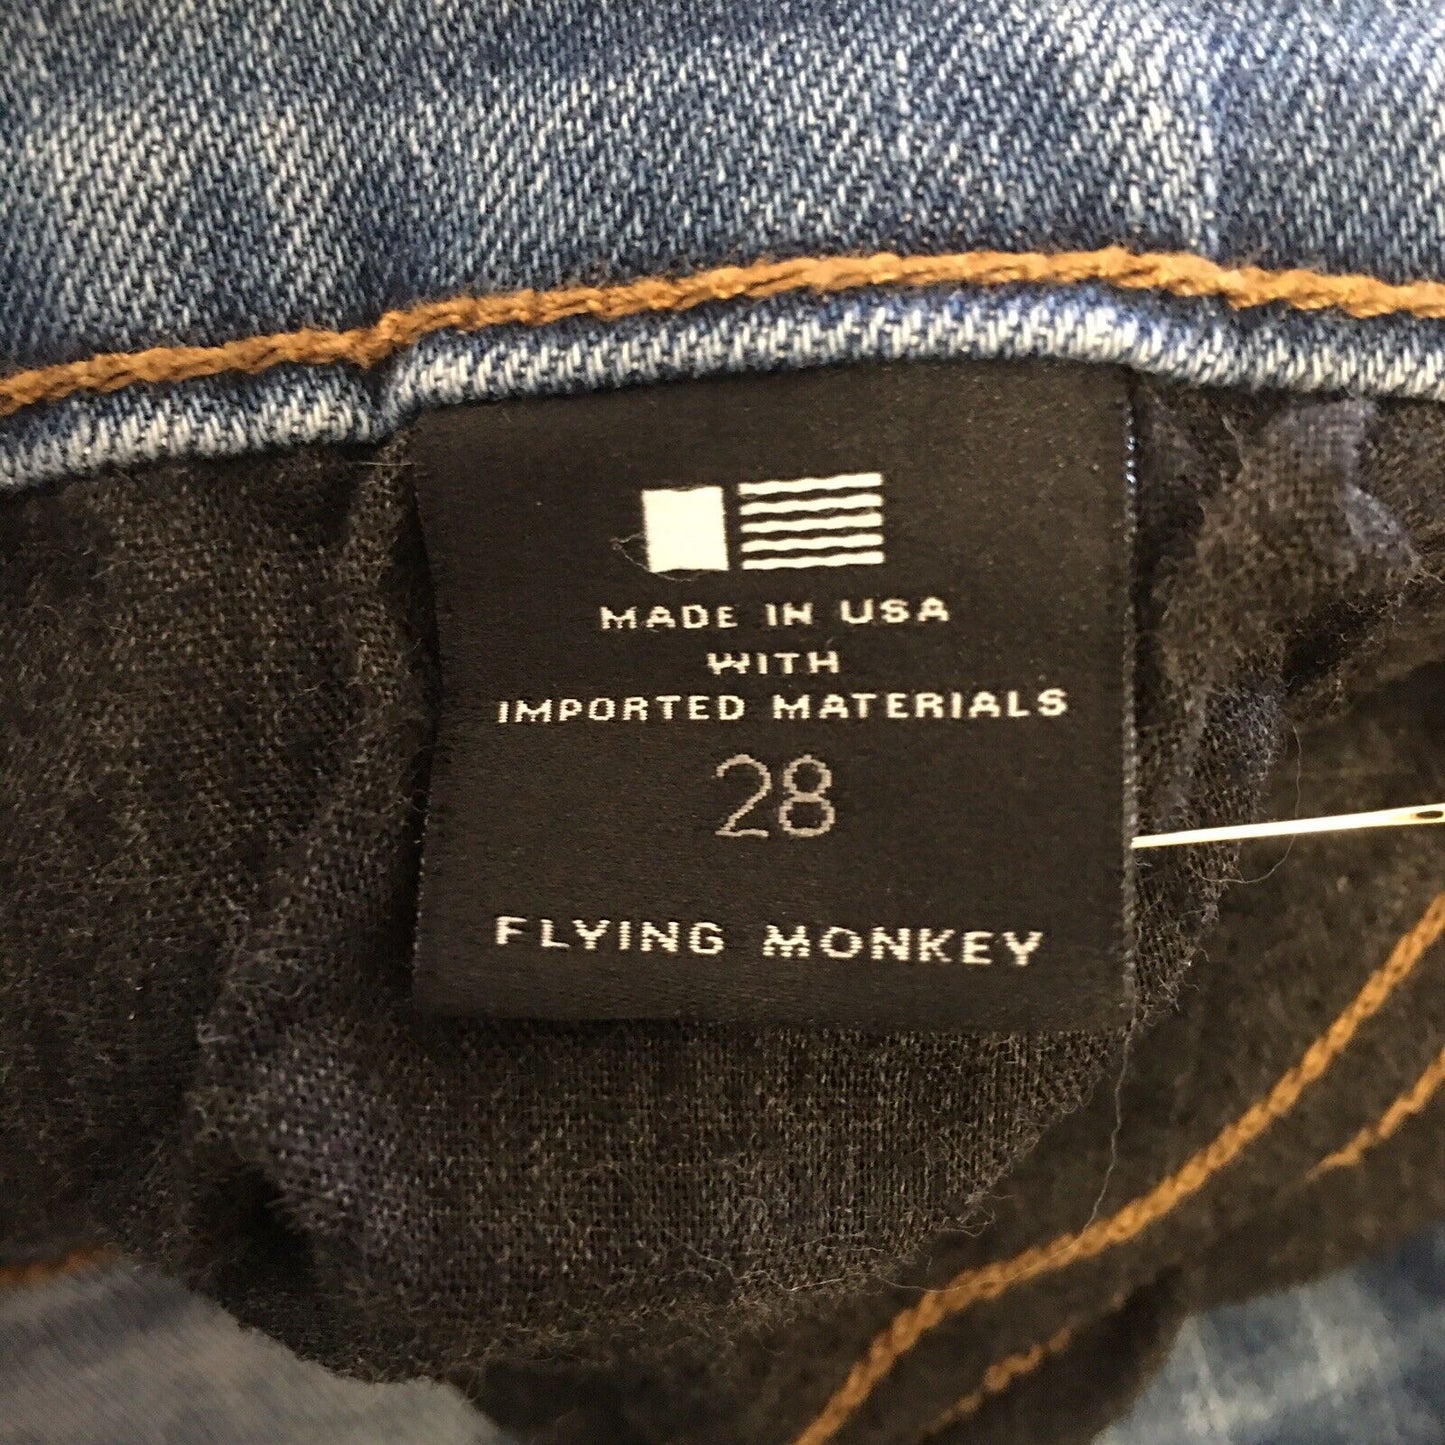 MADE IN USA
WITH
IMPORTED MATERIALS
28
FLYING MONKEY